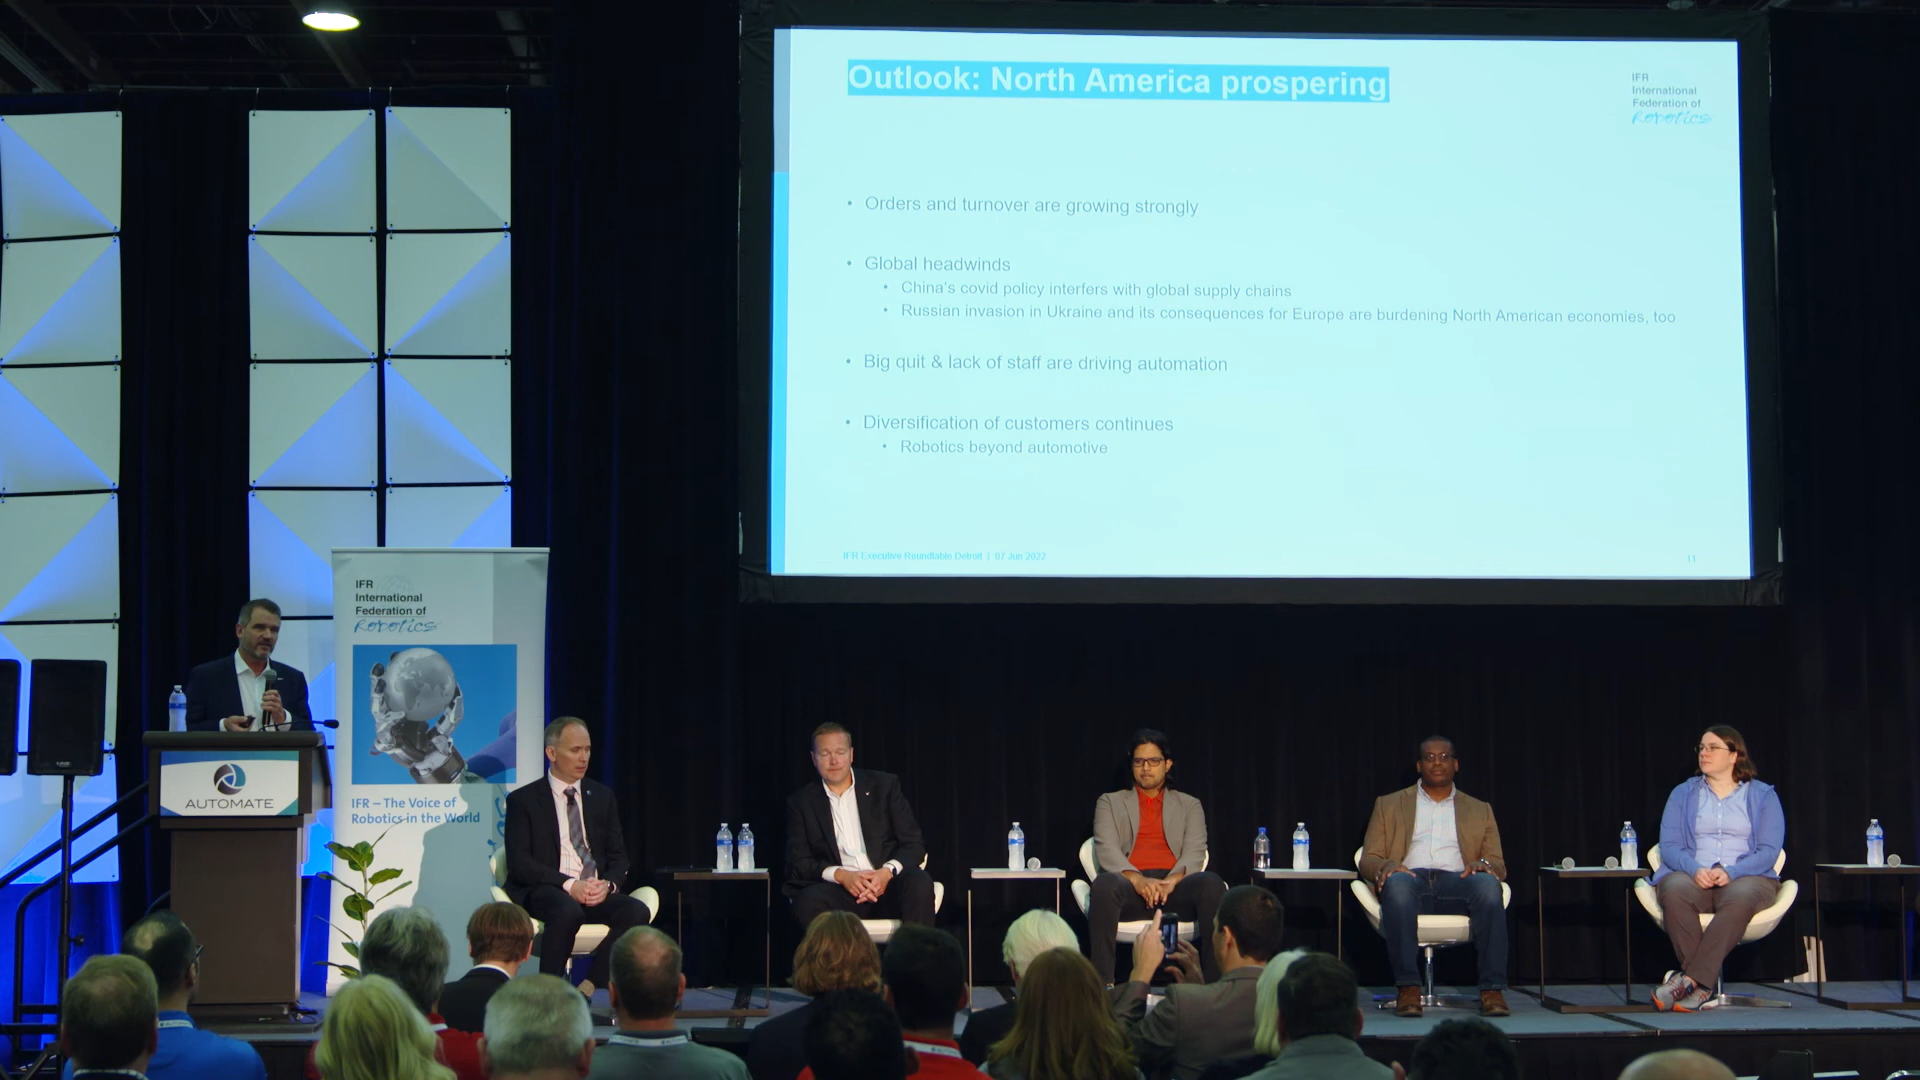 Outlook: North America prospering
IFR
International
Federation of
Robotics
• Orders and turnover are growing strongly
• Global headwinds
• China's covid policy interfers with global supply chains
• Russian invasion in Ukraine and its consequences for Europe are burdening North American economies, too
• Big quit & lack of staff are driving automation
• Diversification of customers continues
• Robotics beyond automotive
IFR Executive Roundtable Detroit | 07 Jun 2022
11
IFR
International
Federation of
Robotics
IFR – The Voice of
Robotics in the World
AUTOMATE